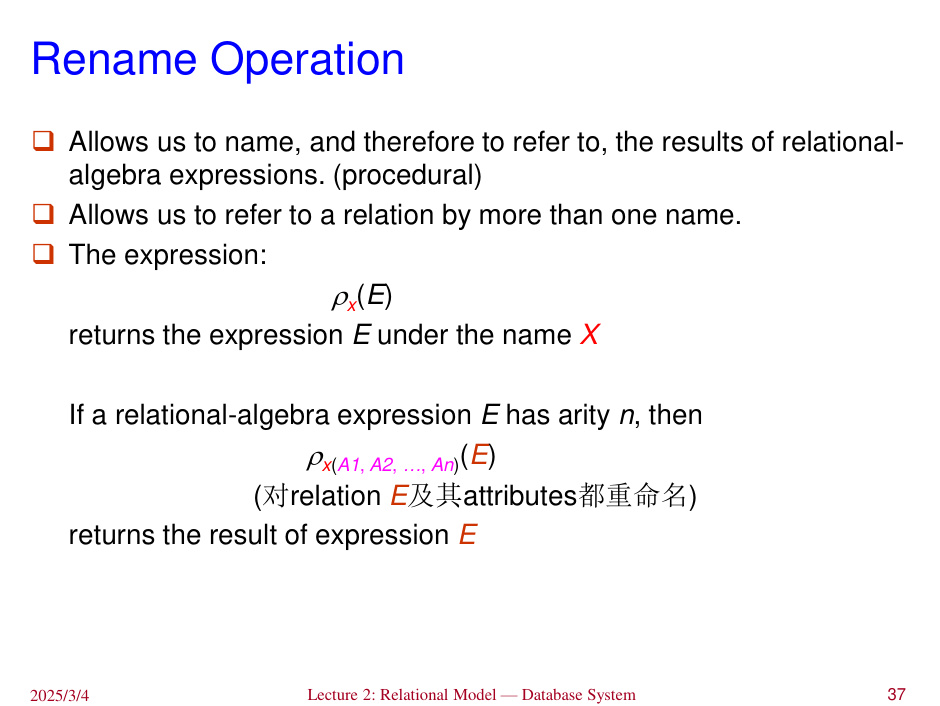 Rename Operation
❑ Allows us to name, and therefore to refer to, the results of relational-
algebra expressions. (procedural)
❑ Allows us to refer to a relation by more than one name.
❑ The expression:
ρx(E)
returns the expression E under the name X
If a relational-algebra expression E has arity n, then
ρx(A1, A2, …, An)(E)
(对relation E及其attributes都重命名)
returns the result of expression E
2025/3/4 Lecture 2: Relational Model — Database System 37